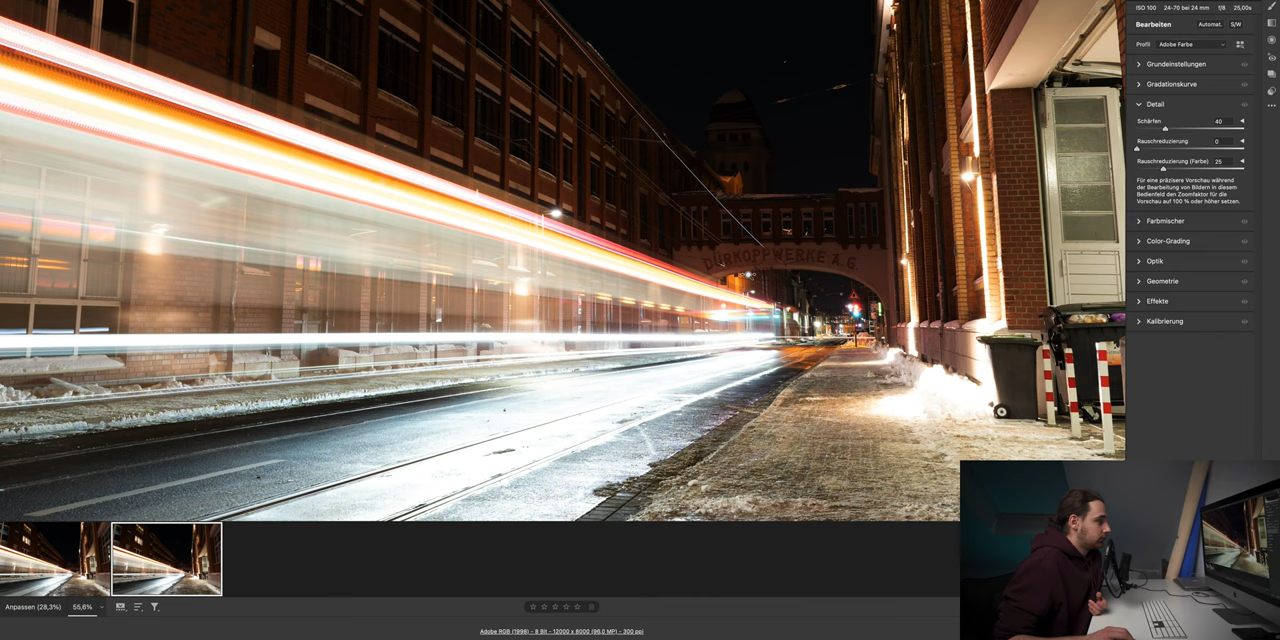 ISO 100 24-70 bei 24 mm f/8 25,00s
Bearbeiten Automat. S/W
Profil Adobe Farbe
Grundeinstellungen
Gradationskurve
Detail
Schärfen 40
Rauschreduzierung 0
Rauschreduzierung (Farbe) 25
Für eine präzisere Vorschau während
der Bearbeitung von Bildern in diesem
Bedienfeld den Zoomfaktor für die
Vorschau auf 100 % oder höher setzen.
Farbmischer
Color-Grading
Optik
Geometrie
Effekte
Kalibrierung
DÜRKOPPWERKE A.G.
Anpassen (28,3%) 55,6%
Adobe RGB (1998) – 8 Bit – 12000 x 8000 (96,0 MP) – 300 ppi